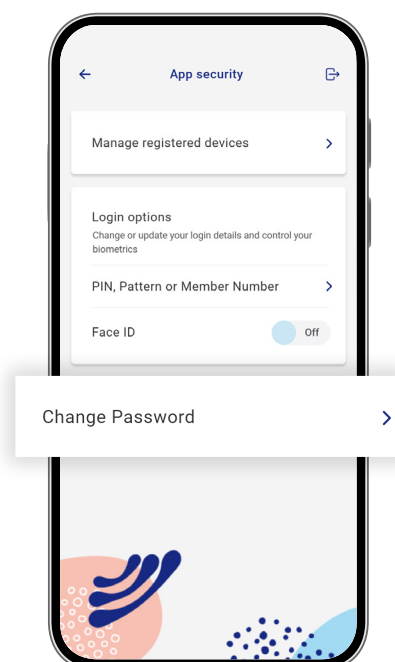 App security
Manage registered devices
Login options
Change or update your login details and control your
biometrics
PIN, Pattern or Member Number
Face ID
Off
Change Password